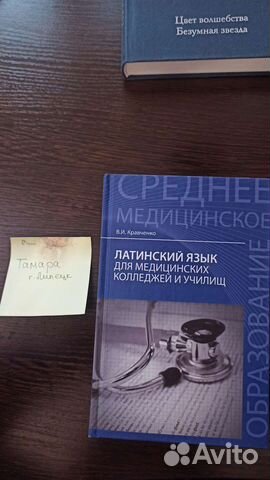 Цвет волшебства
Безумная звезда
СРЕДНЕЕ
МЕДИЦИНСКОЕ
ОБРАЗОВАНИЕ
В.И. Кравченко
ЛАТИНСКИЙ ЯЗЫК
ДЛЯ МЕДИЦИНСКИХ
КОЛЛЕДЖЕЙ И УЧИЛИЩ
Тамара
г. Липецк
Avito